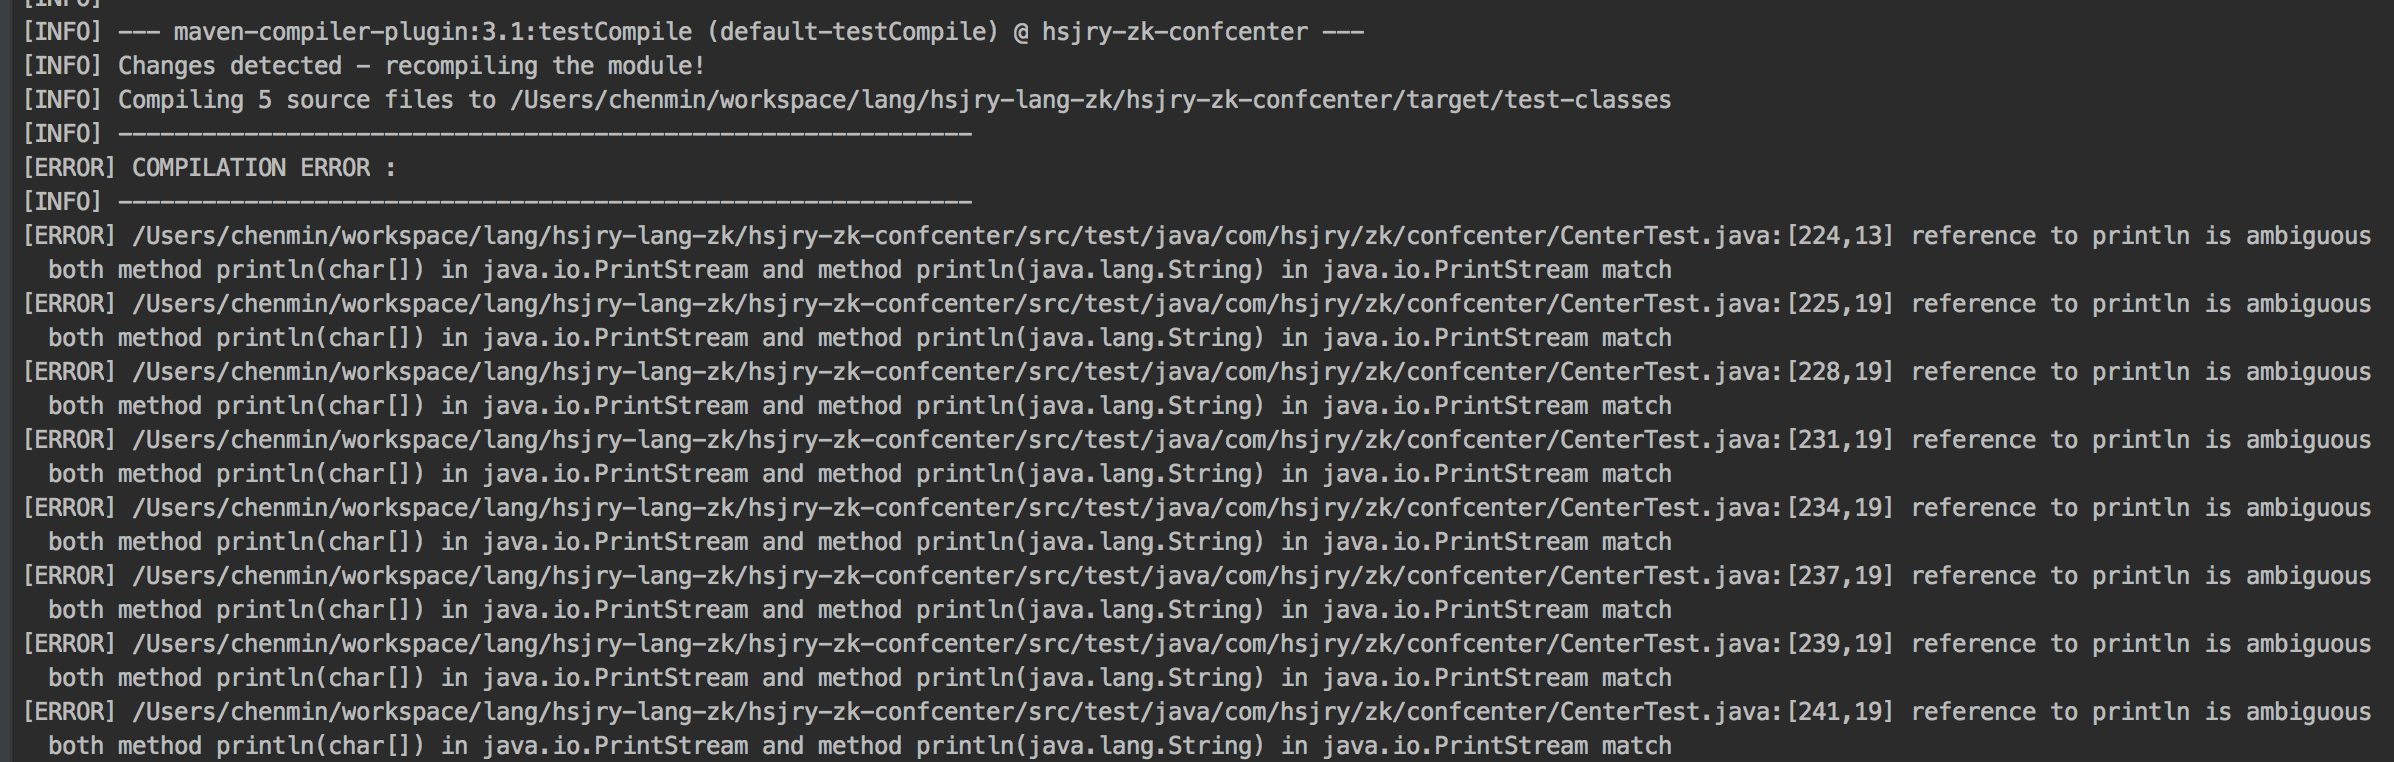 [INFO]
[INFO] --- maven-compiler-plugin:3.1:testCompile (default-testCompile) @ hsjry-zk-confcenter ---
[INFO] Changes detected - recompiling the module!
[INFO] Compiling 5 source files to /Users/chenmin/workspace/lang/hsjry-lang-zk/hsjry-zk-confcenter/target/test-classes
[INFO] -------------------------------------------------------------
[ERROR] COMPILATION ERROR :
[INFO] -------------------------------------------------------------
[ERROR] /Users/chenmin/workspace/lang/hsjry-lang-zk/hsjry-zk-confcenter/src/test/java/com/hsjry/zk/confcenter/CenterTest.java:[224,13] reference to println is ambiguous
both method println(char[]) in java.io.PrintStream and method println(java.lang.String) in java.io.PrintStream match
[ERROR] /Users/chenmin/workspace/lang/hsjry-lang-zk/hsjry-zk-confcenter/src/test/java/com/hsjry/zk/confcenter/CenterTest.java:[225,19] reference to println is ambiguous
both method println(char[]) in java.io.PrintStream and method println(java.lang.String) in java.io.PrintStream match
[ERROR] /Users/chenmin/workspace/lang/hsjry-lang-zk/hsjry-zk-confcenter/src/test/java/com/hsjry/zk/confcenter/CenterTest.java:[228,19] reference to println is ambiguous
both method println(char[]) in java.io.PrintStream and method println(java.lang.String) in java.io.PrintStream match
[ERROR] /Users/chenmin/workspace/lang/hsjry-lang-zk/hsjry-zk-confcenter/src/test/java/com/hsjry/zk/confcenter/CenterTest.java:[231,19] reference to println is ambiguous
both method println(char[]) in java.io.PrintStream and method println(java.lang.String) in java.io.PrintStream match
[ERROR] /Users/chenmin/workspace/lang/hsjry-lang-zk/hsjry-zk-confcenter/src/test/java/com/hsjry/zk/confcenter/CenterTest.java:[234,19] reference to println is ambiguous
both method println(char[]) in java.io.PrintStream and method println(java.lang.String) in java.io.PrintStream match
[ERROR] /Users/chenmin/workspace/lang/hsjry-lang-zk/hsjry-zk-confcenter/src/test/java/com/hsjry/zk/confcenter/CenterTest.java:[237,19] reference to println is ambiguous
both method println(char[]) in java.io.PrintStream and method println(java.lang.String) in java.io.PrintStream match
[ERROR] /Users/chenmin/workspace/lang/hsjry-lang-zk/hsjry-zk-confcenter/src/test/java/com/hsjry/zk/confcenter/CenterTest.java:[239,19] reference to println is ambiguous
both method println(char[]) in java.io.PrintStream and method println(java.lang.String) in java.io.PrintStream match
[ERROR] /Users/chenmin/workspace/lang/hsjry-lang-zk/hsjry-zk-confcenter/src/test/java/com/hsjry/zk/confcenter/CenterTest.java:[241,19] reference to println is ambiguous
both method println(char[]) in java.io.PrintStream and method println(java.lang.String) in java.io.PrintStream match